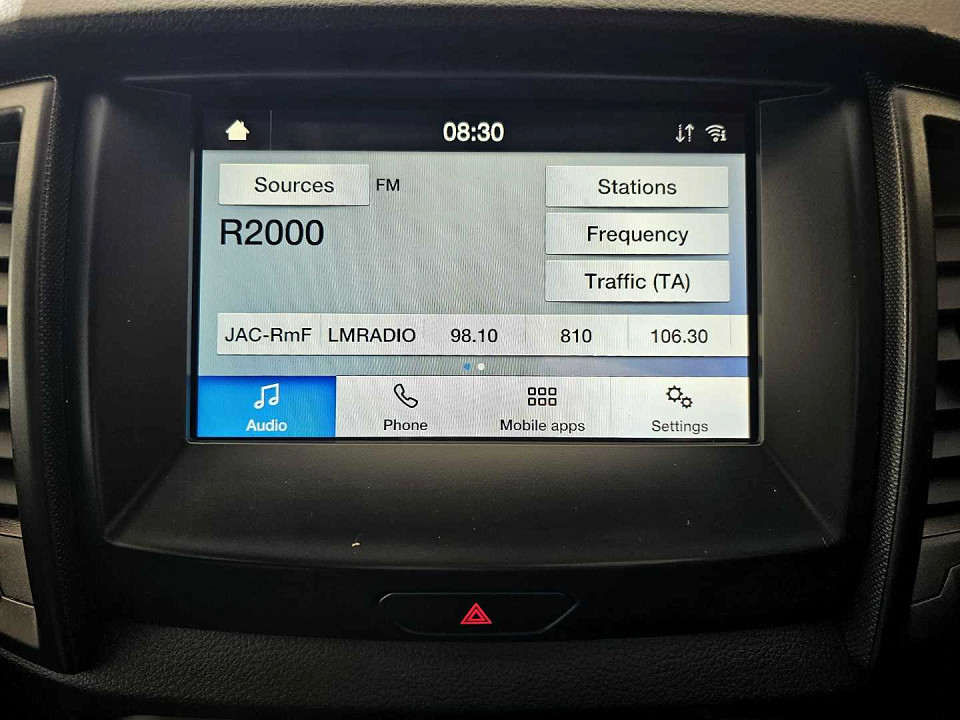 08:30
Sources FM Stations
R2000 Frequency
Traffic (TA)
JAC-RmF LMRADIO 98.10 810 106.30
Audio Phone Mobile apps Settings